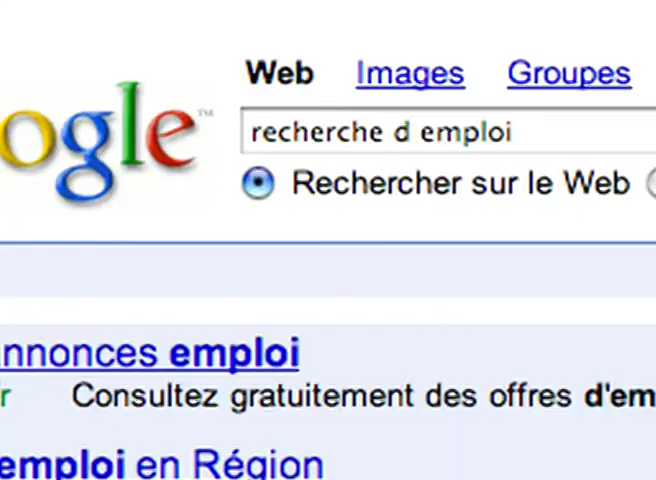 Web Images Groupes
ogle™
recherche d emploi
Rechercher sur le Web
nnonces emploi
r Consultez gratuitement des offres d'em
emploi en Région